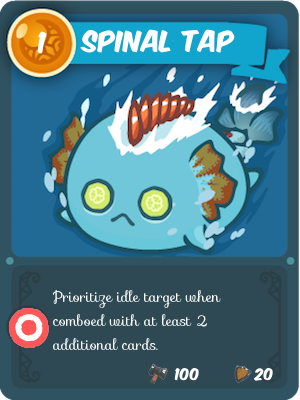 1 SPINAL TAP
Prioritize idle target when
comboed with at least 2
additional cards.
100 20